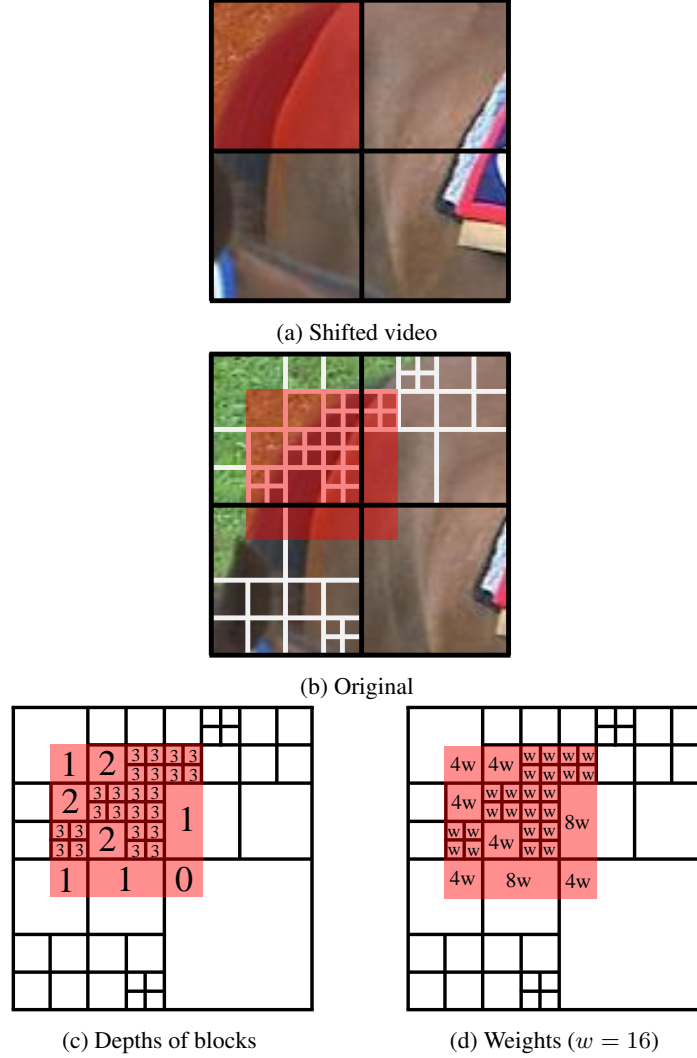 (a) Shifted video
(b) Original
3 3 3 3
1 2
3 3 3 3
3 3 3 3
2
3 3 3 3
1
3 3 3 3
2
3 3 3 3
1 1 0
(c) Depths of blocks
w w w w
4w 4w
w w w w
w w w w
4w
w w w w
8w
w w w w
4w
w w w w
4w 8w 4w
(d) Weights (w = 16)